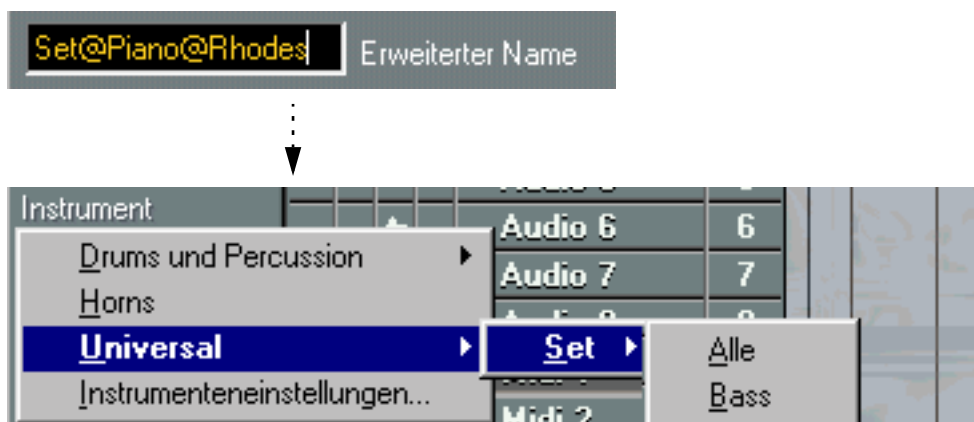 Set@Piano@Rhodes Erweiterter Name
Instrument
Audio 6 6
Drums und Percussion
Audio 7 7
Horns
Universal Set Alle
Instrumenteneinstellungen... Bass
Midi 2